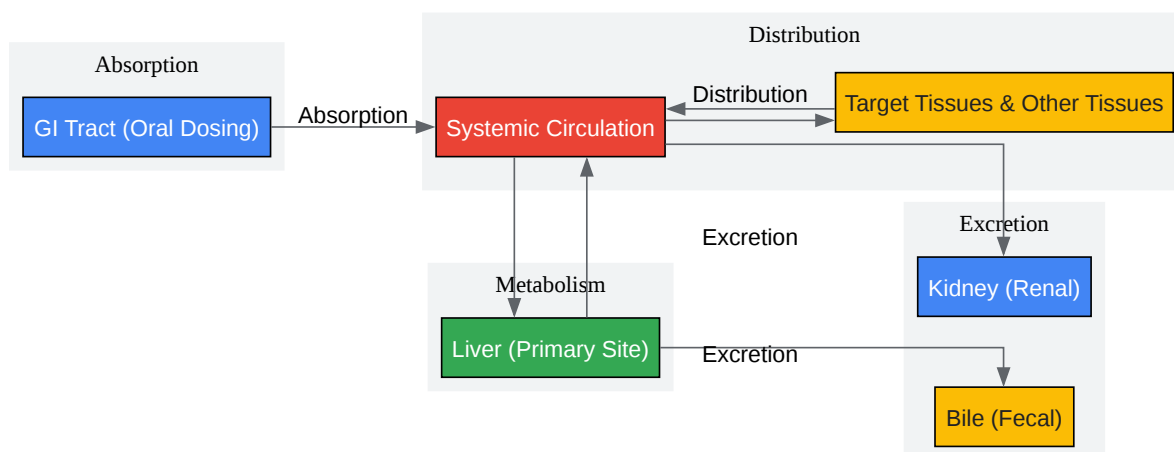 Distribution
Absorption
GI Tract (Oral Dosing)
Absorption
Systemic Circulation
Distribution
Target Tissues & Other Tissues
Excretion
Excretion
Kidney (Renal)
Metabolism
Liver (Primary Site)
Excretion
Bile (Fecal)